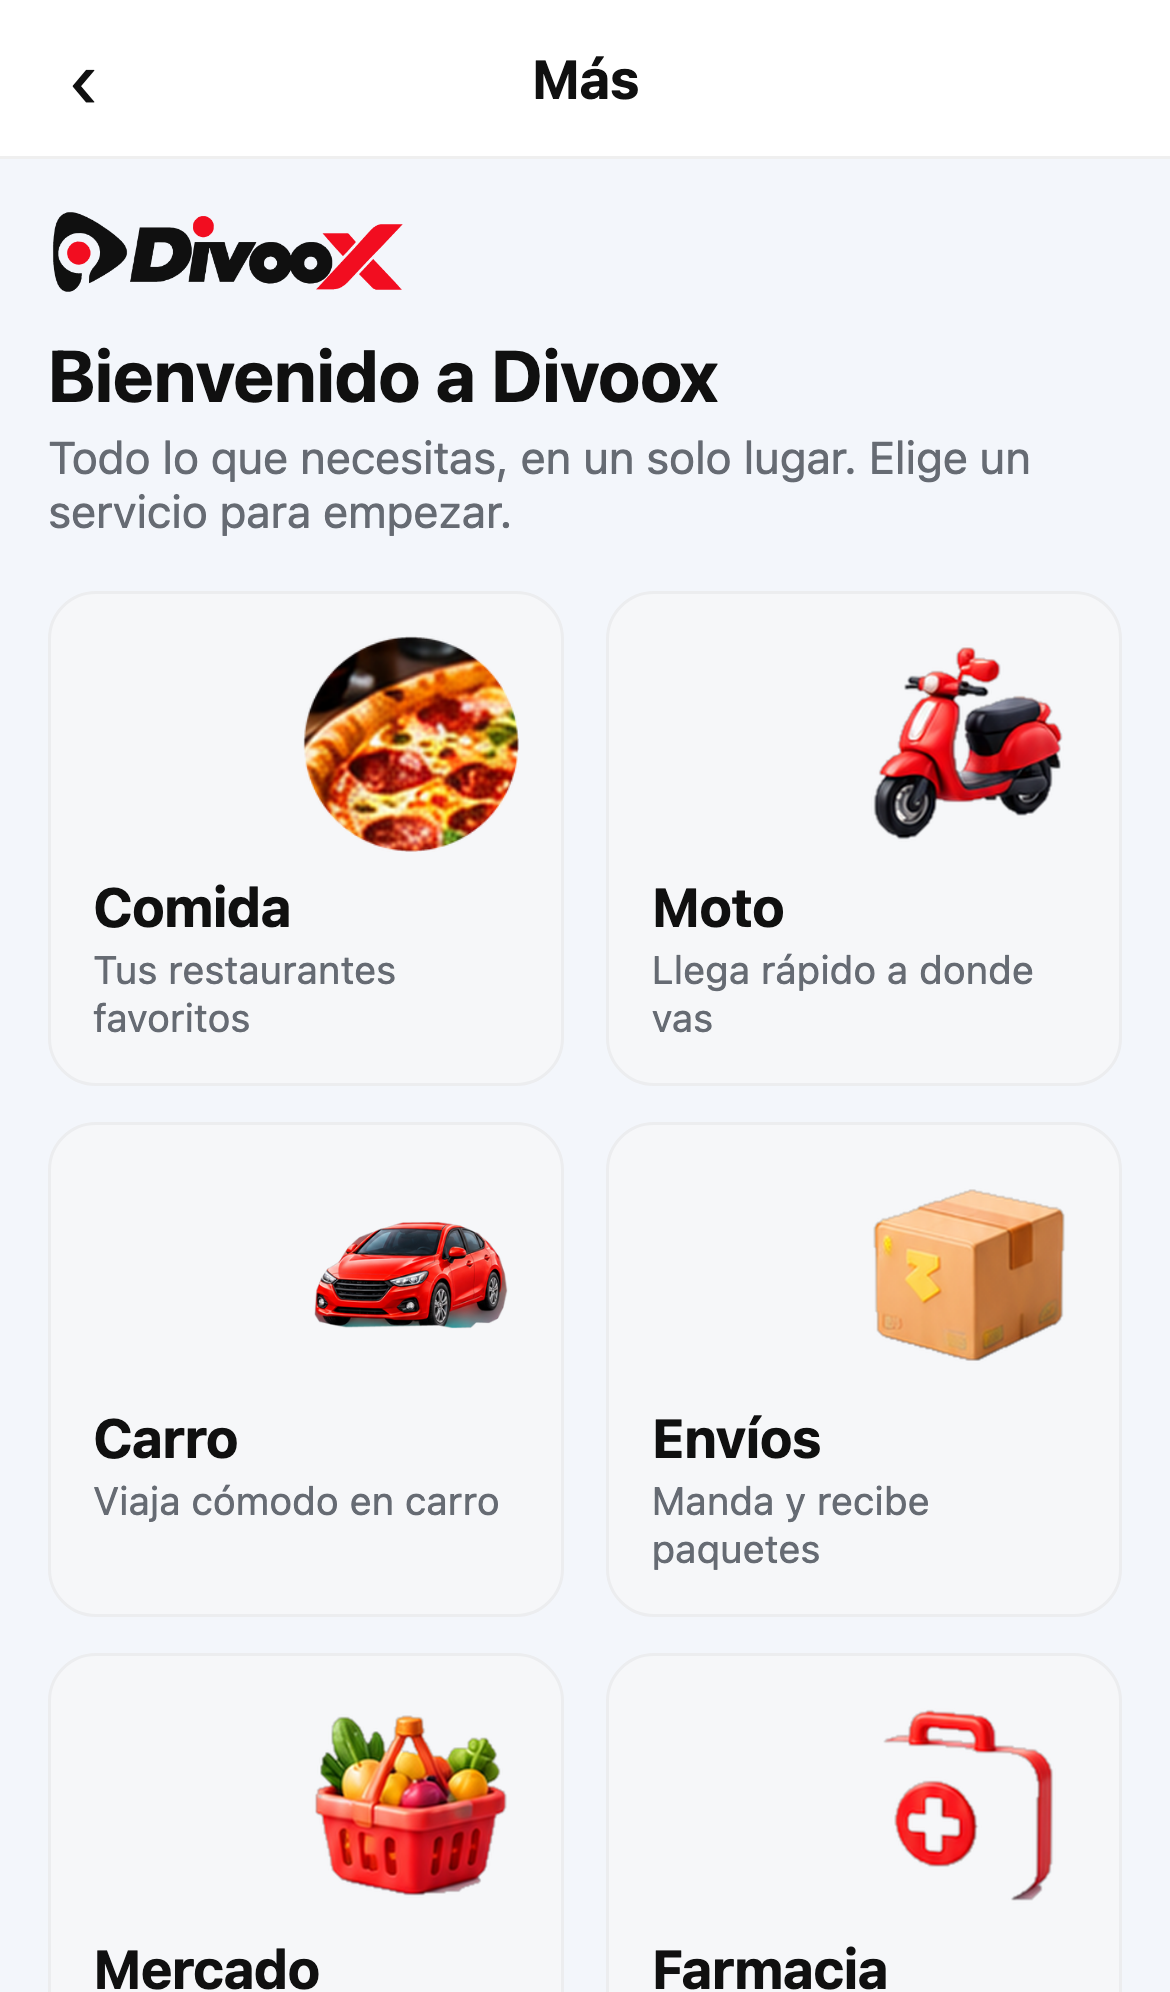 Más
DivooX
Bienvenido a Divoox
Todo lo que necesitas, en un solo lugar. Elige un
servicio para empezar.
Comida
Tus restaurantes
favoritos
Moto
Llega rápido a donde
vas
Carro
Viaja cómodo en carro
Envíos
Manda y recibe
paquetes
Mercado
Farmacia